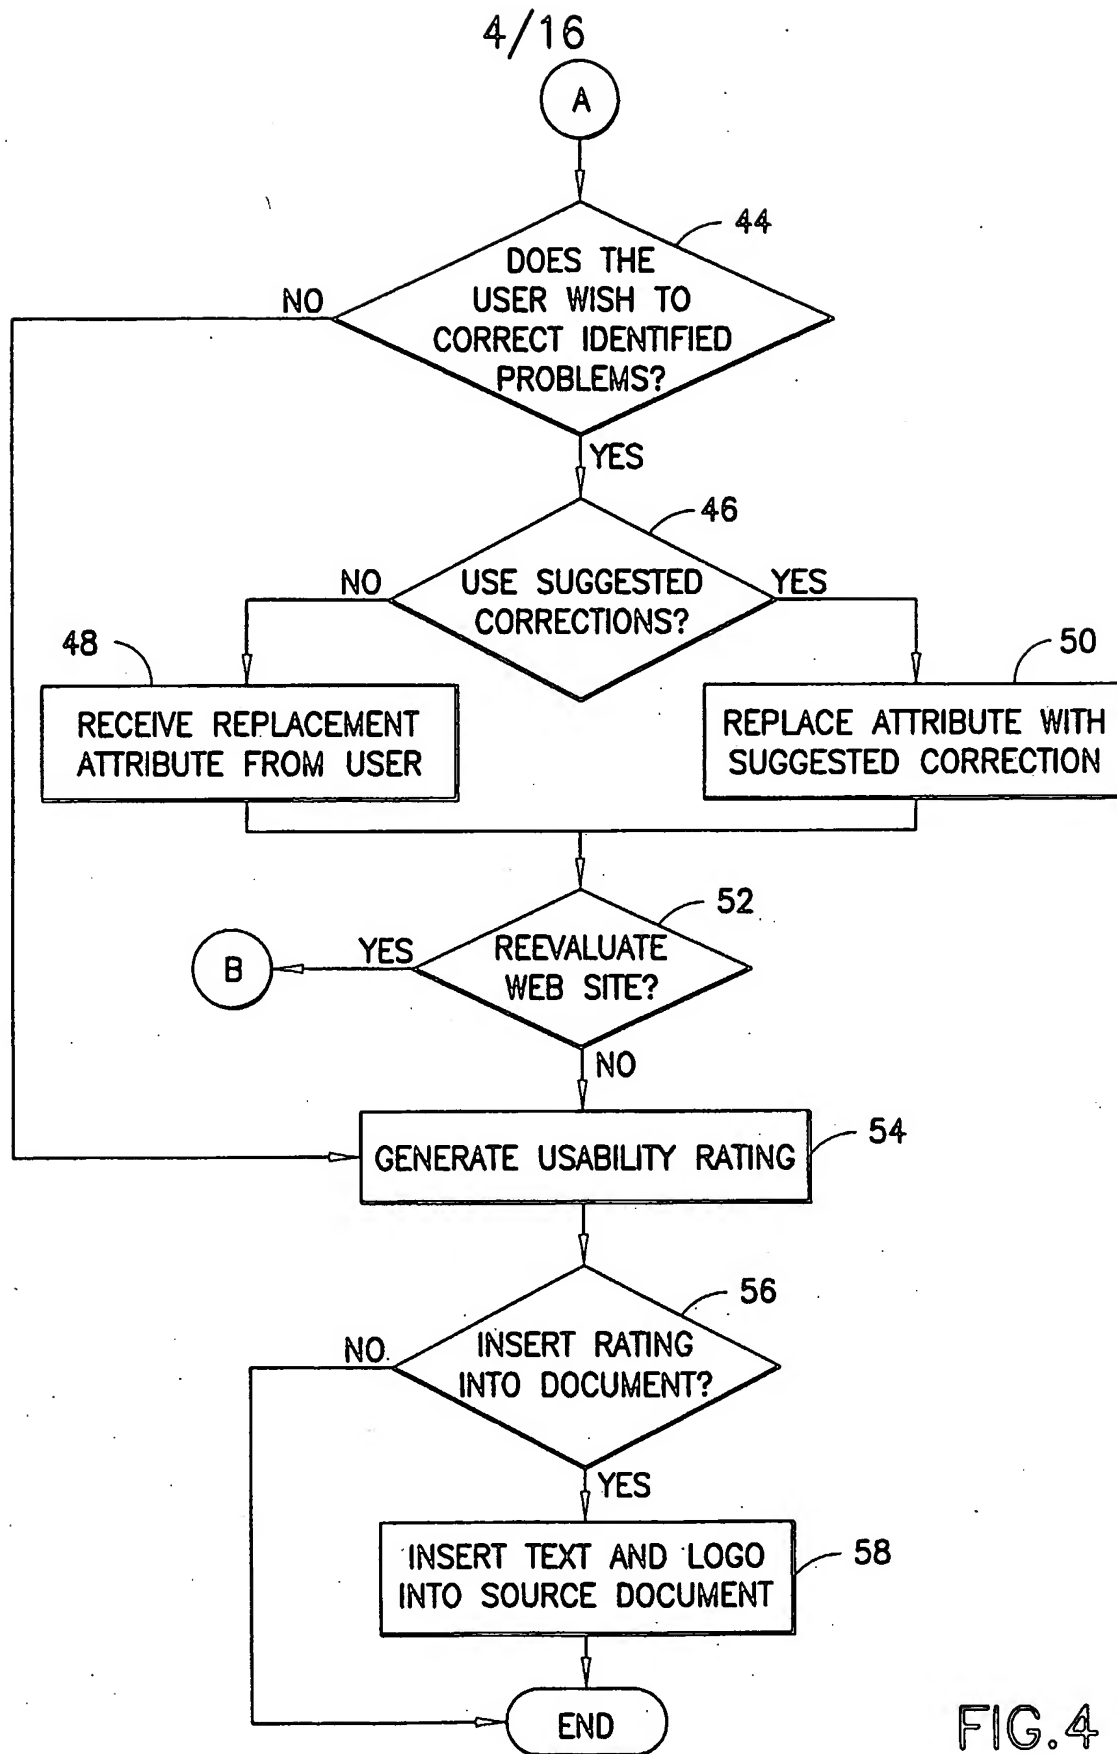 4/16
A
44
DOES THE
USER WISH TO
CORRECT IDENTIFIED
PROBLEMS?
NO
YES
46
USE SUGGESTED
CORRECTIONS?
NO
YES
48
RECEIVE REPLACEMENT
ATTRIBUTE FROM USER
50
REPLACE ATTRIBUTE WITH
SUGGESTED CORRECTION
52
REEVALUATE
WEB SITE?
YES
B
NO
54
GENERATE USABILITY RATING
56
INSERT RATING
INTO DOCUMENT?
NO
YES
58
INSERT TEXT AND LOGO
INTO SOURCE DOCUMENT
END
FIG.4